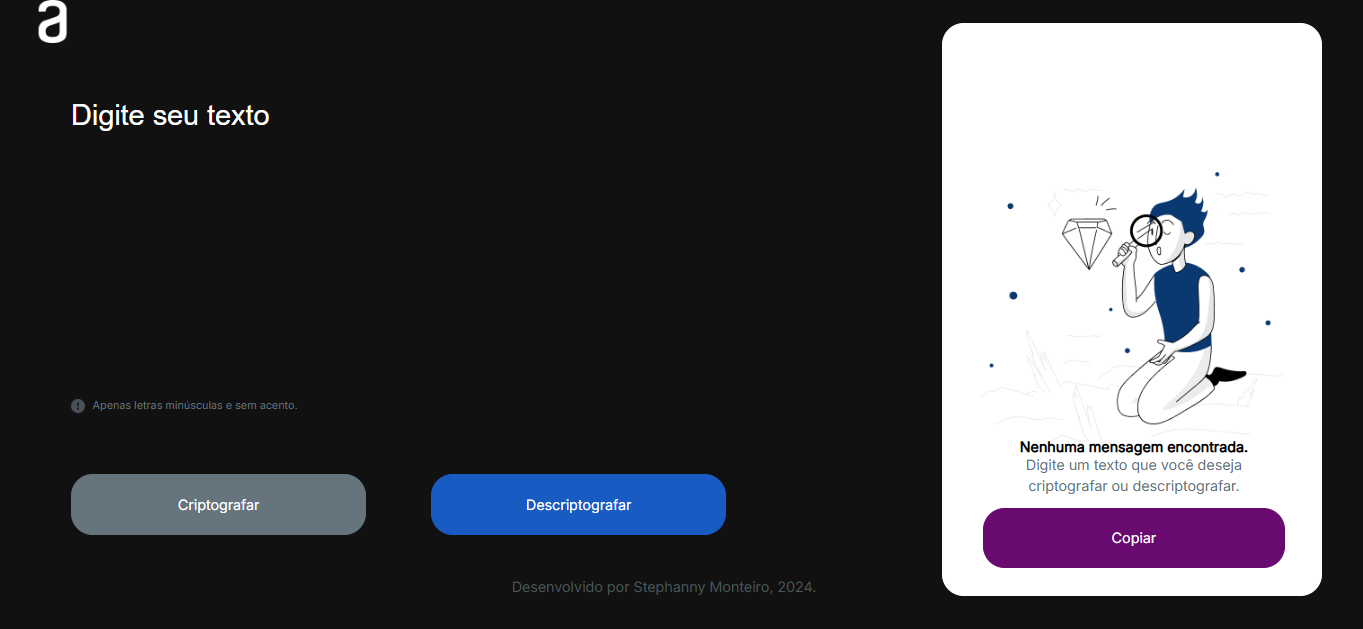 a
Digite seu texto
Apenas letras minúsculas e sem acento.
Criptografar
Descriptografar
Desenvolvido por Stephanny Monteiro, 2024.
Nenhuma mensagem encontrada.
Digite um texto que você deseja
criptografar ou descriptografar.
Copiar